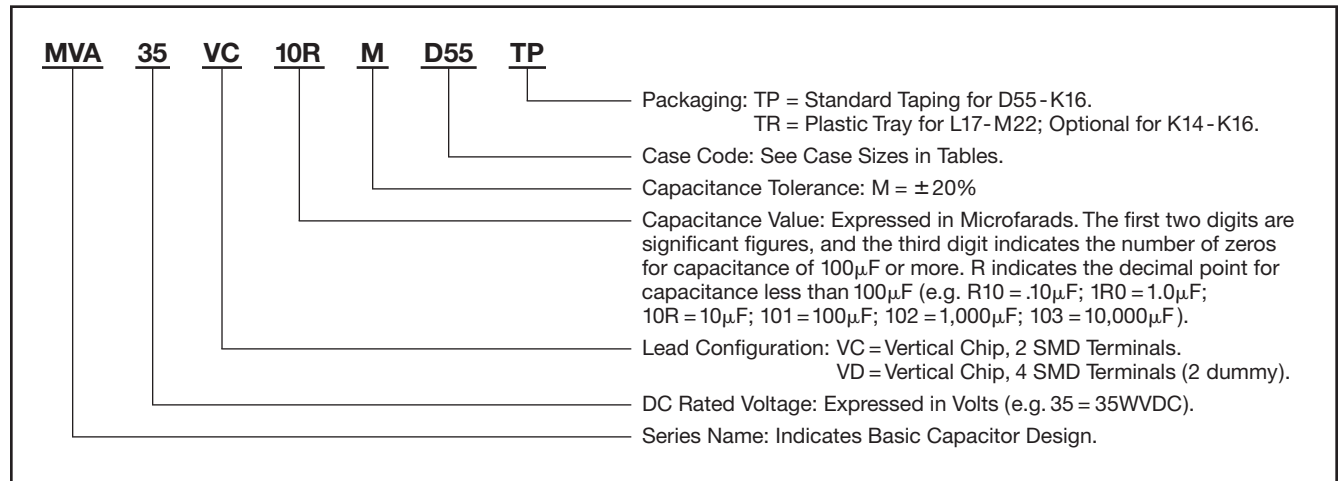 MVA 35 VC 10R M D55 TP
Packaging: TP = Standard Taping for D55-K16.
TR = Plastic Tray for L17-M22; Optional for K14-K16.
Case Code: See Case Sizes in Tables.
Capacitance Tolerance: M = ±20%
Capacitance Value: Expressed in Microfarads. The first two digits are
significant figures, and the third digit indicates the number of zeros
for capacitance of 100µF or more. R indicates the decimal point for
capacitance less than 100µF (e.g. R10 = .10µF; 1R0 = 1.0µF;
10R = 10µF; 101 = 100µF; 102 = 1,000µF; 103 = 10,000µF).
Lead Configuration: VC = Vertical Chip, 2 SMD Terminals.
VD = Vertical Chip, 4 SMD Terminals (2 dummy).
DC Rated Voltage: Expressed in Volts (e.g. 35 = 35WVDC).
Series Name: Indicates Basic Capacitor Design.